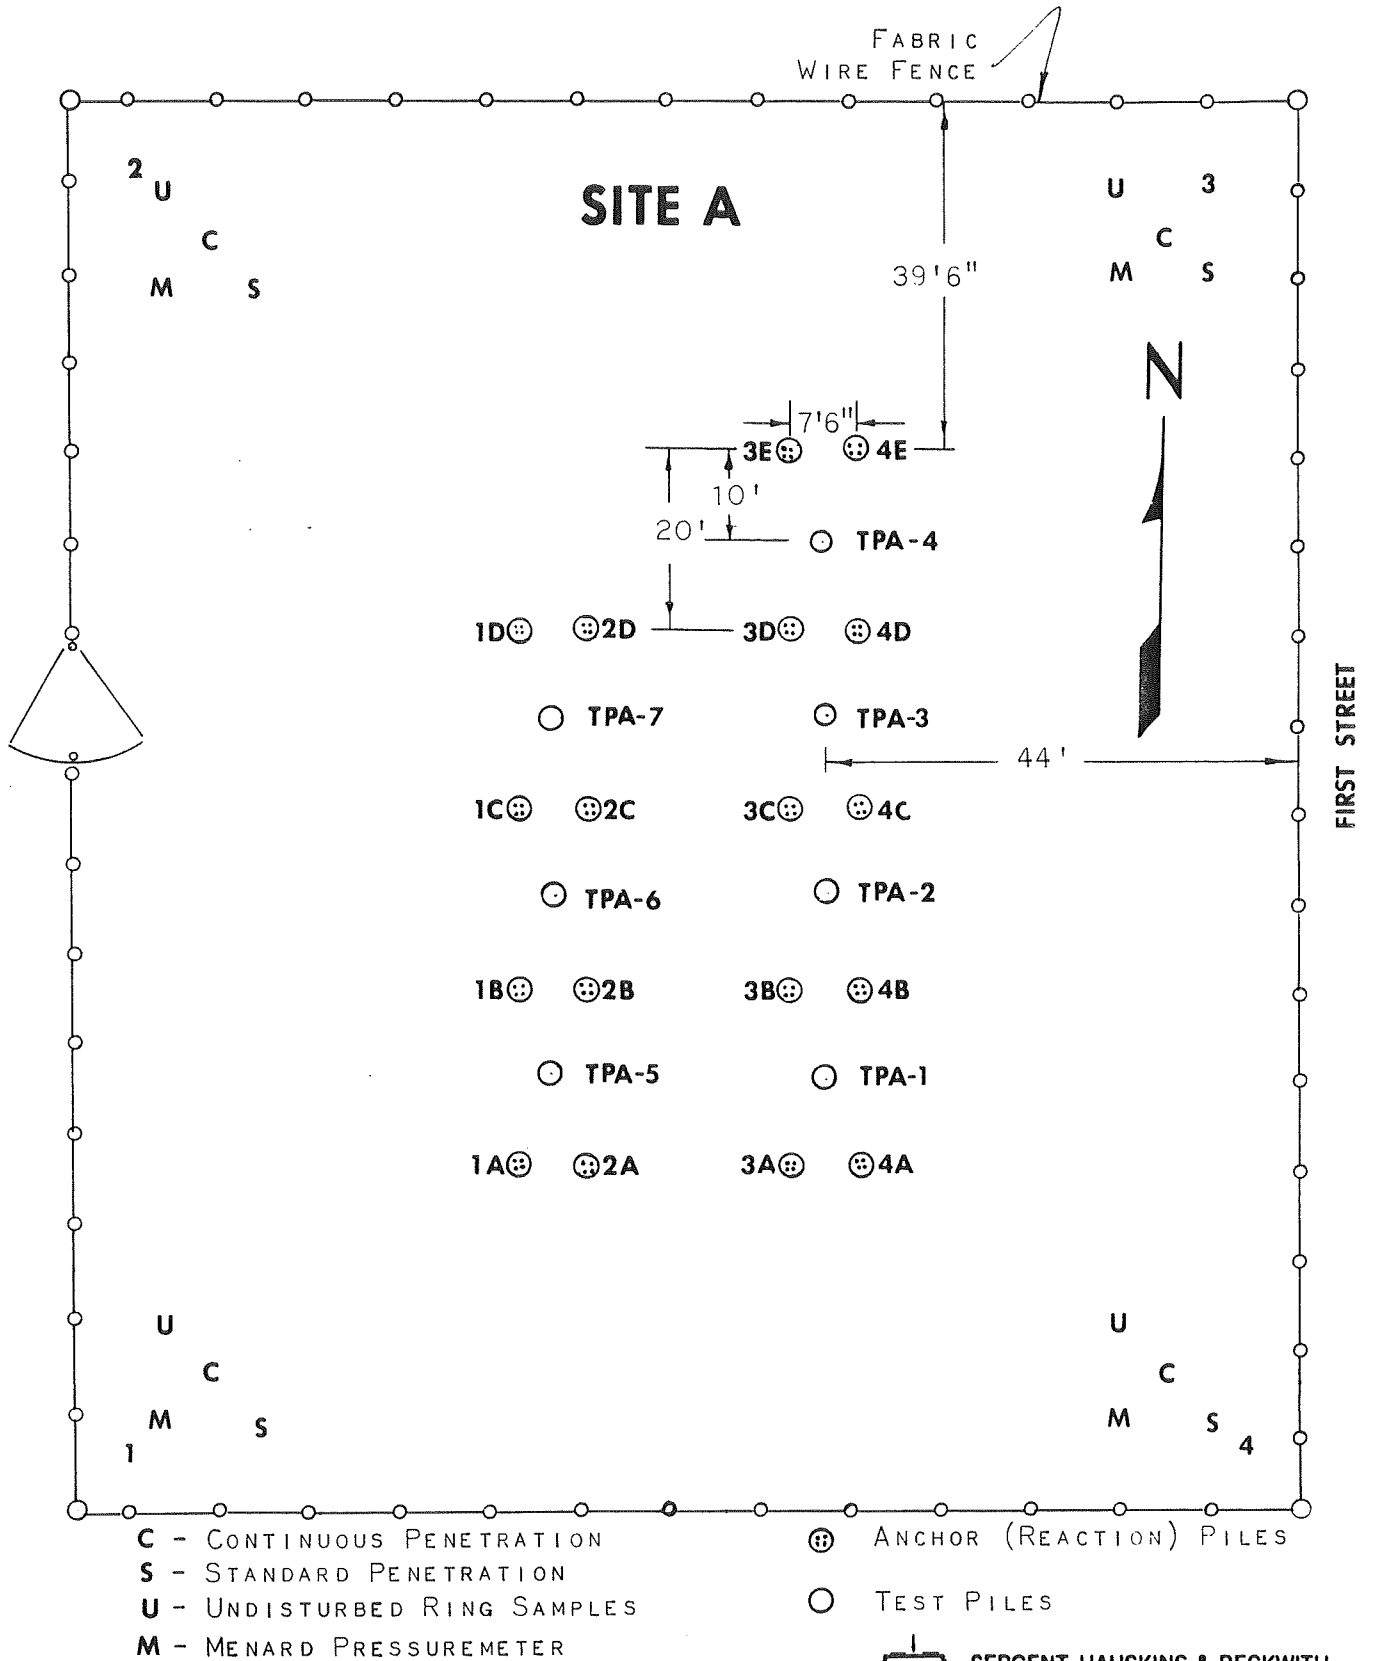 FABRIC
WIRE FENCE
2
U
C
M S
SITE A
U 3
C
M S
39'6"
N
7'6"
3E 4E
10'
20'
TPA-4
1D 2D 3D 4D
TPA-7 TPA-3
44'
FIRST STREET
1C 2C 3C 4C
TPA-6 TPA-2
1B 2B 3B 4B
TPA-5 TPA-1
1A 2A 3A 4A
U
C
M S
1
U
C
M S
4
C - CONTINUOUS PENETRATION
S - STANDARD PENETRATION
U - UNDISTURBED RING SAMPLES
M - MENARD PRESSUREMETER
ANCHOR (REACTION) PILES
TEST PILES
SERGENT, HAUSKINS & BECKWITH